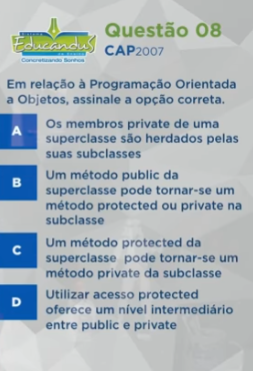 Educandus
Concretizando Sonhos
Questão 08
CAP2007
Em relação à Programação Orientada
a Objetos, assinale a opção correta.
A
Os membros private de uma
superclasse são herdados pelas
suas subclasses
B
Um método public da
superclasse pode tornar-se um
método protected ou private na
subclasse
C
Um método protected da
superclasse pode tornar-se um
método private da subclasse
D
Utilizar acesso protected
oferece um nível intermediário
entre public e private